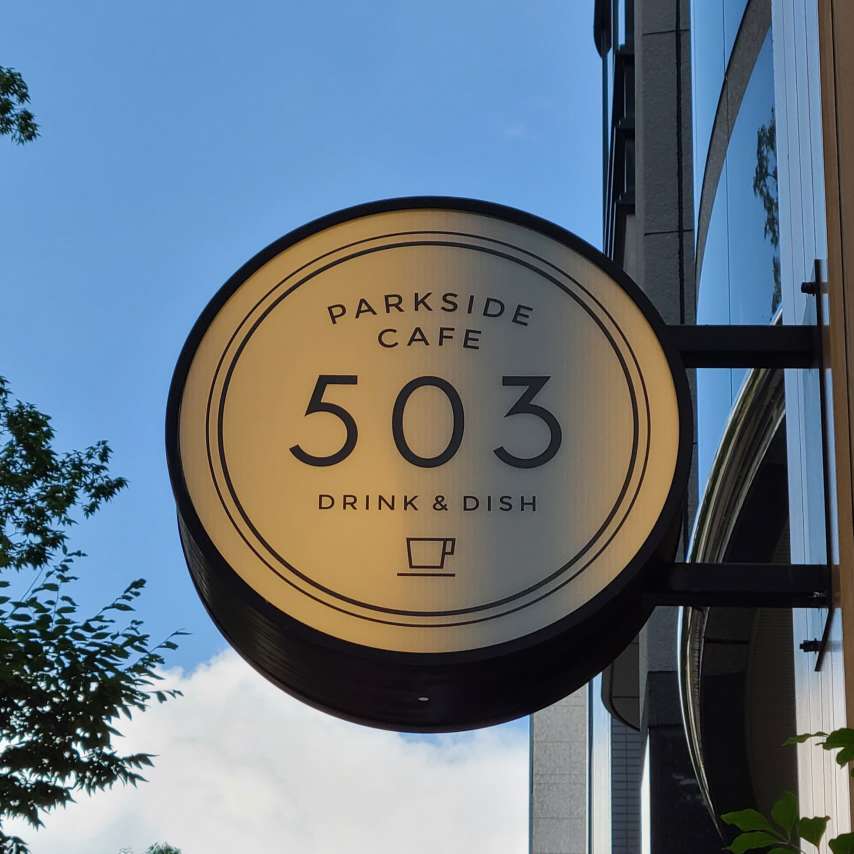 PARKSIDE
CAFE
503
DRINK & DISH